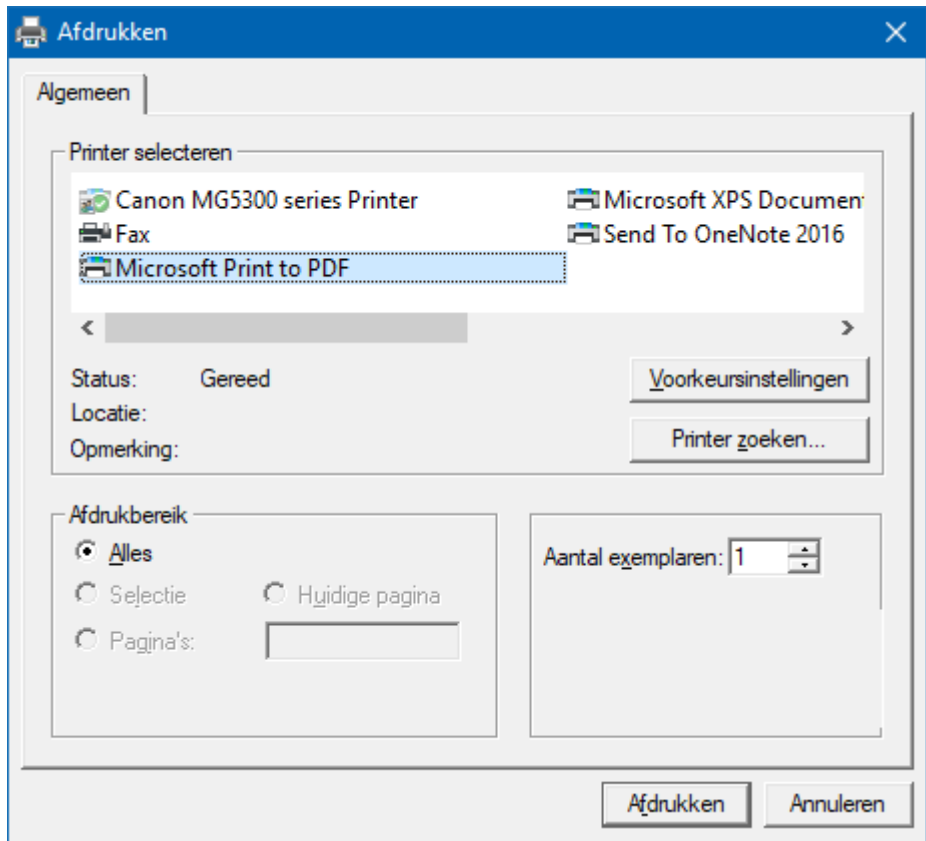 Afdrukken
Algemeen
Printer selecteren
Canon MG5300 series Printer
Fax
Microsoft Print to PDF
Microsoft XPS Documen
Send To OneNote 2016
Status: Gereed
Locatie:
Opmerking:
Voorkeursinstellingen
Printer zoeken...
Afdrukbereik
Alles
Selectie
Huidige pagina
Pagina's:
Aantal exemplaren: 1
Afdrukken
Annuleren